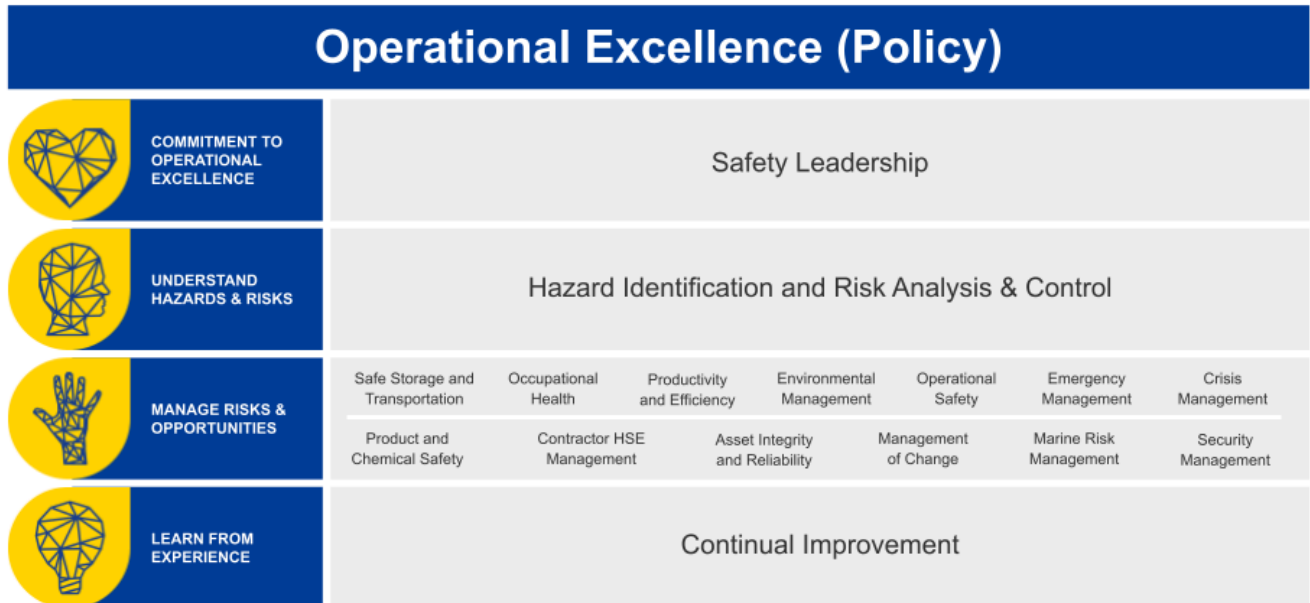 Operational Excellence (Policy)
COMMITMENT TO
OPERATIONAL
EXCELLENCE
Safety Leadership
UNDERSTAND
HAZARDS & RISKS
Hazard Identification and Risk Analysis & Control
MANAGE RISKS &
OPPORTUNITIES
Safe Storage and
Transportation
Occupational
Health
Productivity
and Efficiency
Environmental
Management
Operational
Safety
Emergency
Management
Crisis
Management
Product and
Chemical Safety
Contractor HSE
Management
Asset Integrity
and Reliability
Management
of Change
Marine Risk
Management
Security
Management
LEARN FROM
EXPERIENCE
Continual Improvement